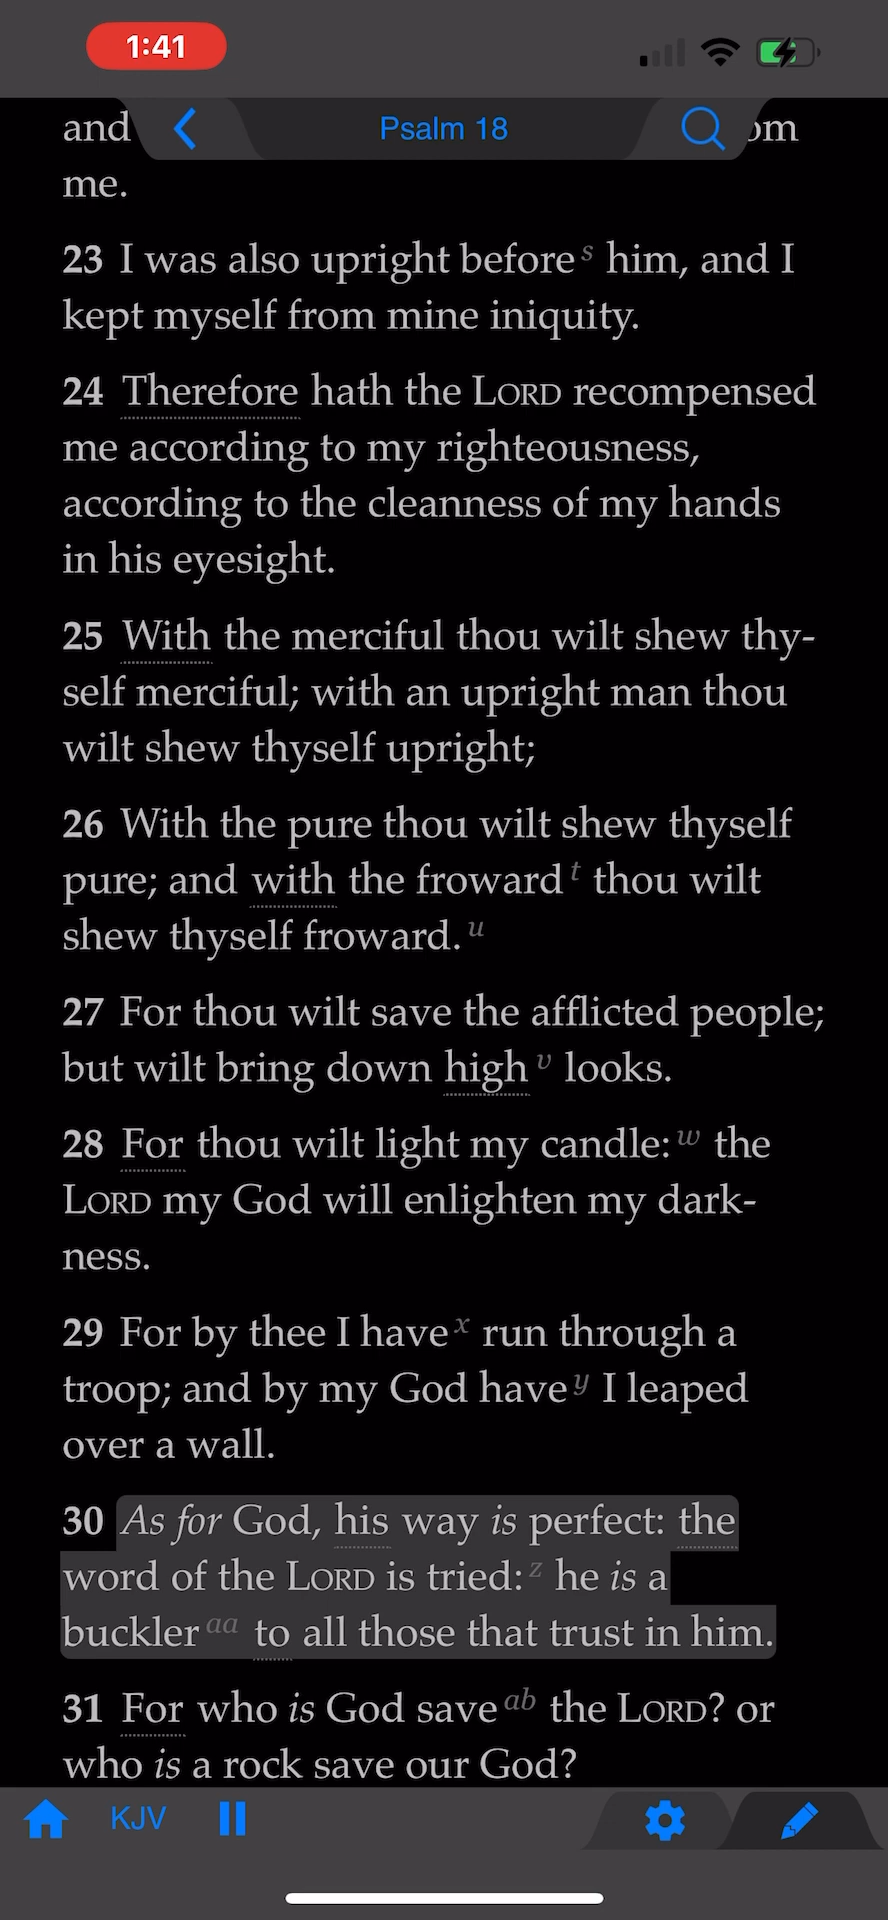 1:41
and
Psalm 18
om
me.
23 I was also upright before s him, and I
kept myself from mine iniquity.
24 Therefore hath the LORD recompensed
me according to my righteousness,
according to the cleanness of my hands
in his eyesight.
25 With the merciful thou wilt shew thy-
self merciful; with an upright man thou
wilt shew thyself upright;
26 With the pure thou wilt shew thyself
pure; and with the froward t thou wilt
shew thyself froward. u
27 For thou wilt save the afflicted people;
but wilt bring down high v looks.
28 For thou wilt light my candle: w the
LORD my God will enlighten my dark-
ness.
29 For by thee I have x run through a
troop; and by my God have y I leaped
over a wall.
30 As for God, his way is perfect: the
word of the LORD is tried: z he is a
buckler aa to all those that trust in him.
31 For who is God save ab the LORD? or
who is a rock save our God?
KJV